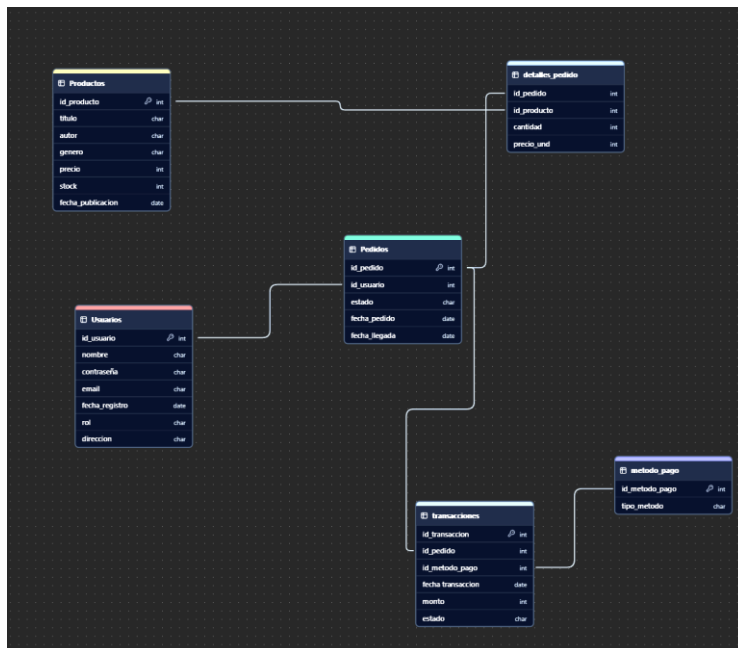 Productos
id_producto int
titulo char
autor char
genero char
precio int
stock int
fecha_publicacion date
detalles_pedido
id_pedido int
id_producto int
cantidad int
precio_und int
Pedidos
id_pedido int
id_usuario int
estado char
fecha_pedido date
fecha_llegada date
Usuarios
id_usuario int
nombre char
contraseña char
email char
fecha_registro date
rol char
direccion char
metodo_pago
id_metodo_pago int
tipo_metodo char
transacciones
id_transaccion int
id_pedido int
id_metodo_pago int
fecha transaccion date
monto int
estado char